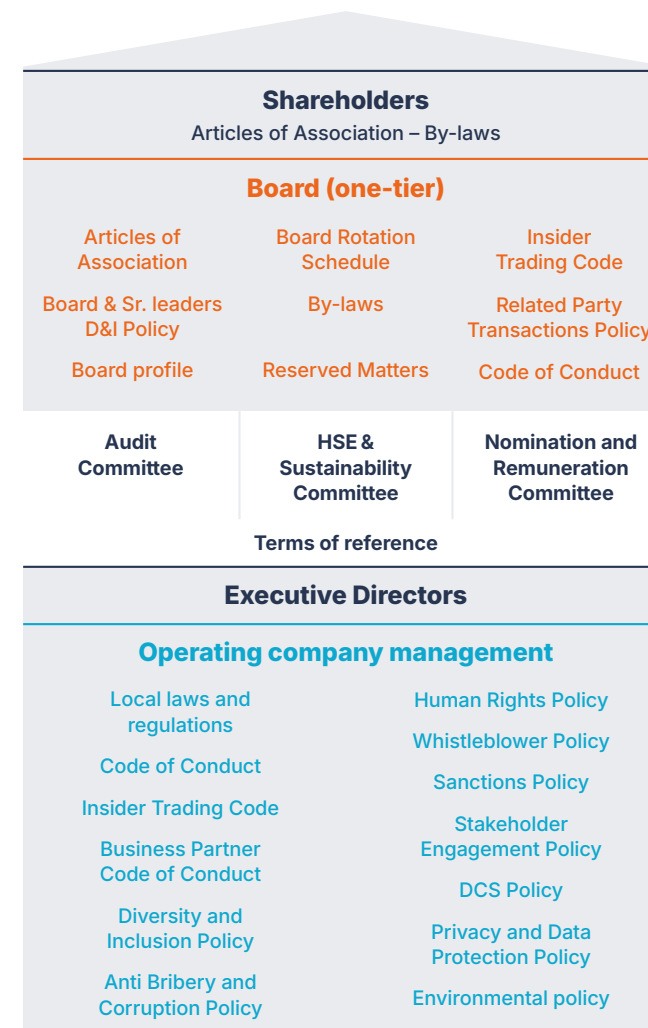 Shareholders
Articles of Association – By-laws
Board (one-tier)
Articles of
Association
Board & Sr. leaders
D&I Policy
Board profile
Board Rotation
Schedule
By-laws
Reserved Matters
Insider
Trading Code
Related Party
Transactions Policy
Code of Conduct
Audit
Committee
HSE &
Sustainability
Committee
Nomination and
Remuneration
Committee
Terms of reference
Executive Directors
Operating company management
Local laws and
regulations
Code of Conduct
Insider Trading Code
Business Partner
Code of Conduct
Diversity and
Inclusion Policy
Anti Bribery and
Corruption Policy
Human Rights Policy
Whistleblower Policy
Sanctions Policy
Stakeholder
Engagement Policy
DCS Policy
Privacy and Data
Protection Policy
Environmental policy